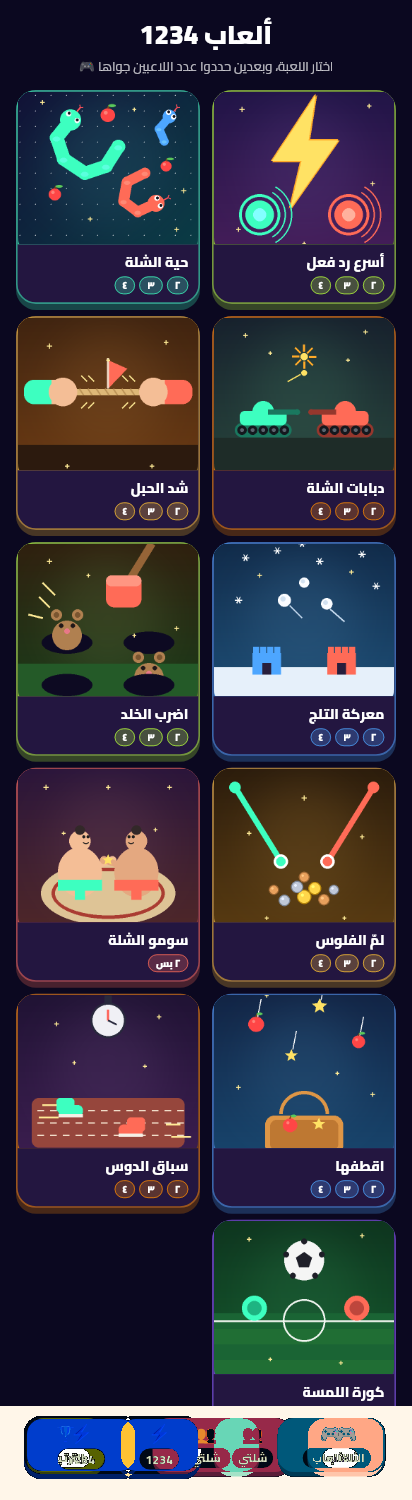 ألعاب 1234
اختار اللعبة، وبعدين حددوا عدد اللاعبين جواها 🎮
أسرع رد فعل
٢ ٣ ٤
حية الشلة
٢ ٣ ٤
دبابات الشلة
٢ ٣ ٤
شد الحبل
٢ ٣ ٤
معركة التلج
٢ ٣ ٤
اضرب الخلد
٢ ٣ ٤
لمّ الفلوس
٢ ٣ ٤
سومو الشلة
٢ بس
اقطفها
٢ ٣ ٤
سباق الدوس
٢ ٣ ٤
كورة اللمسة
شلتي
1234